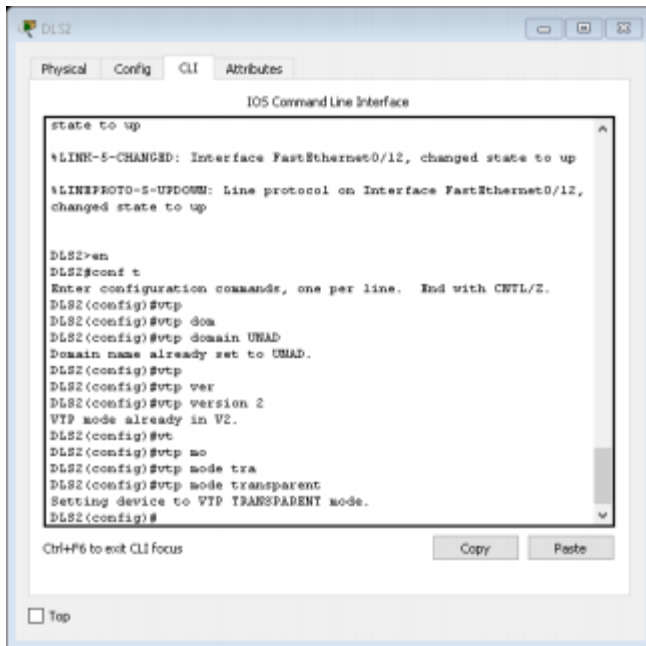 DLS2
Physical Config CLI Attributes
IOS Command Line Interface
state to up
%LINK-5-CHANGED: Interface FastEthernet0/12, changed state to up
%LINEPROTO-5-UPDOWN: Line protocol on Interface FastEthernet0/12,
changed state to up
DLS2>en
DLS2#conf t
Enter configuration commands, one per line. End with CNTL/Z.
DLS2(config)#vtp
DLS2(config)#vtp dom
DLS2(config)#vtp domain UNAD
Domain name already set to UNAD.
DLS2(config)#vtp
DLS2(config)#vtp ver
DLS2(config)#vtp version 2
VTP mode already in V2.
DLS2(config)#vt
DLS2(config)#vtp mo
DLS2(config)#vtp mode tra
DLS2(config)#vtp mode transparent
Setting device to VTP TRANSPARENT mode.
DLS2(config)#
Ctrl+F6 to exit CLI focus
Copy Paste
Top